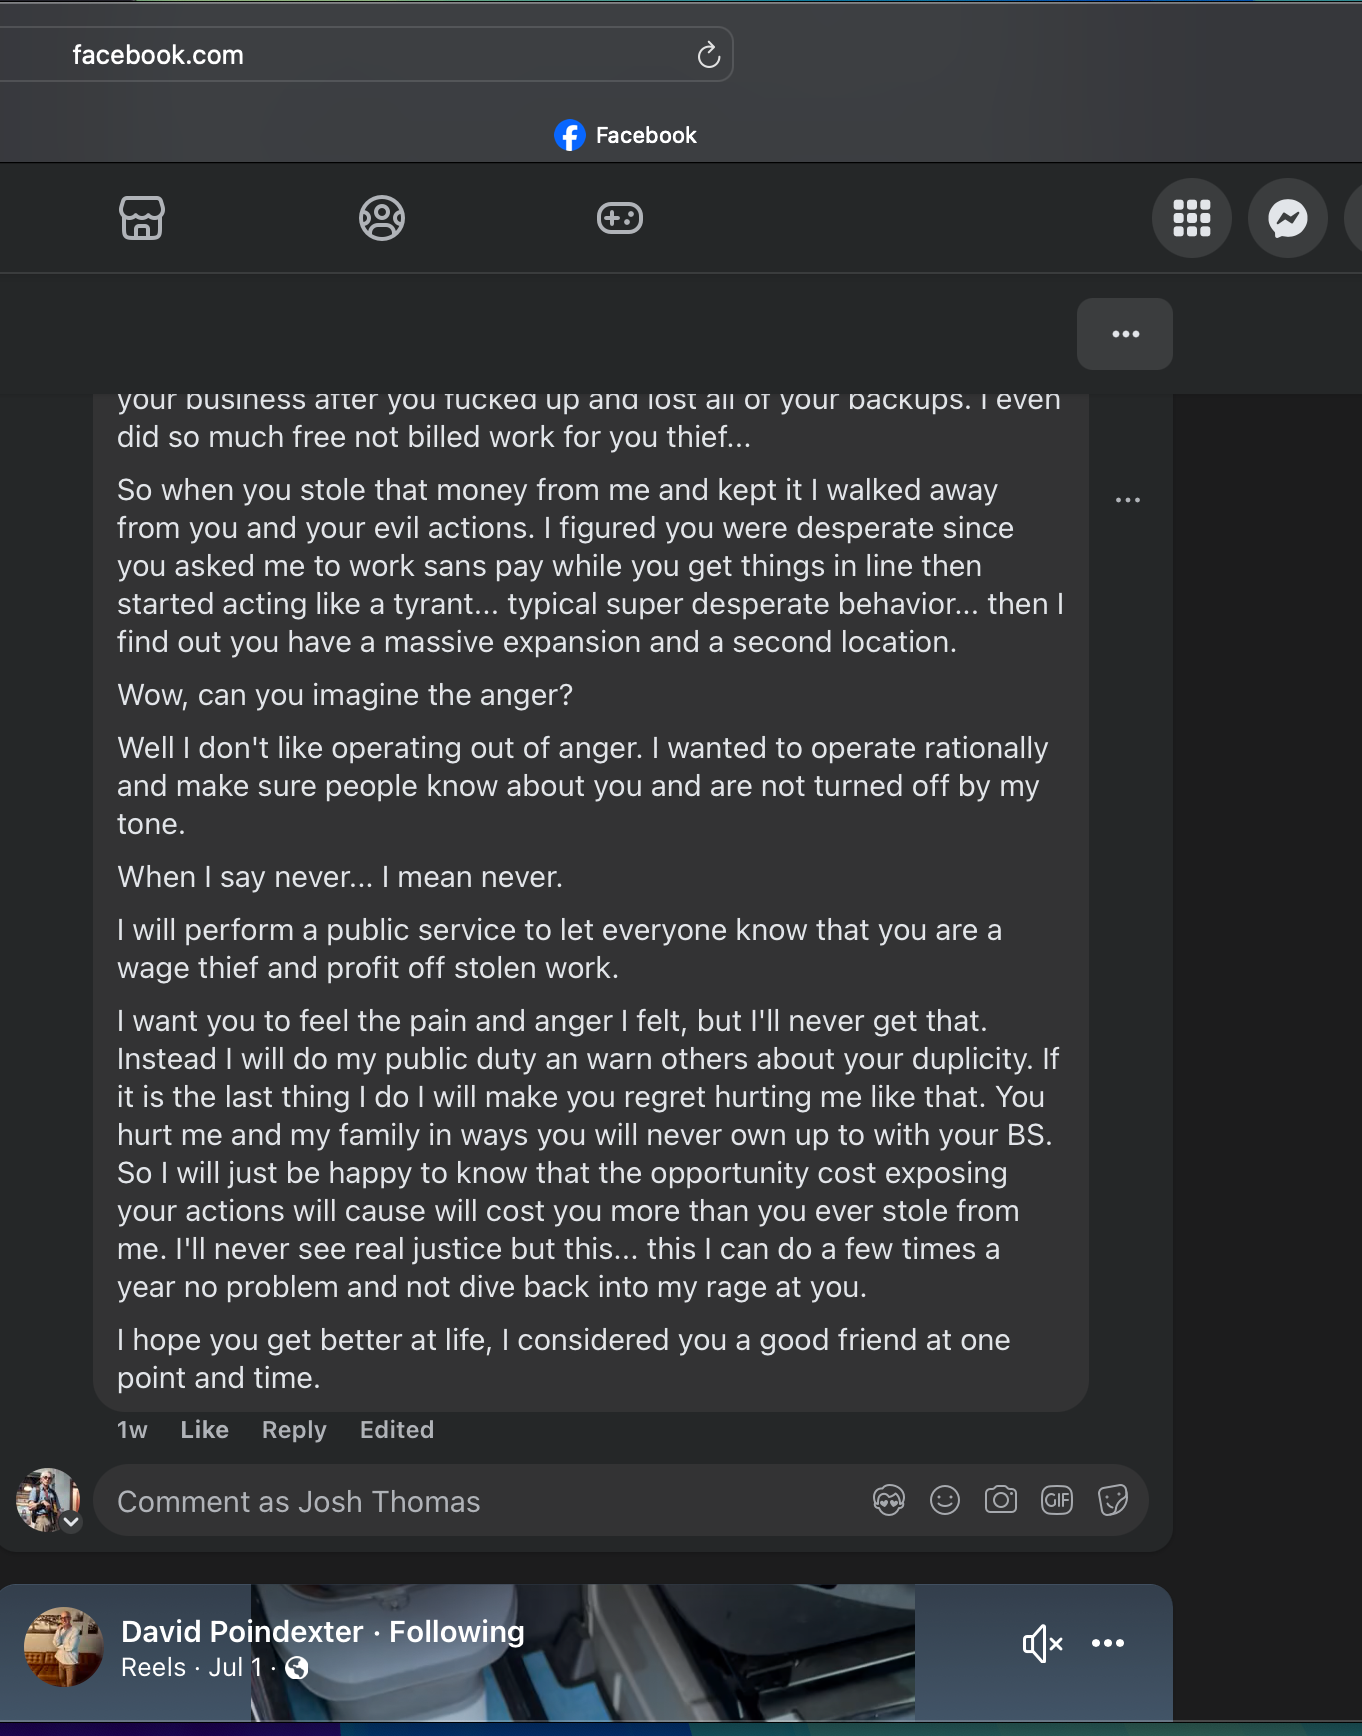 facebook.com
Facebook
your business after you fucked up and lost all of your backups. I even
did so much free not billed work for you thief...
So when you stole that money from me and kept it I walked away
from you and your evil actions. I figured you were desperate since
you asked me to work sans pay while you get things in line then
started acting like a tyrant... typical super desperate behavior... then I
find out you have a massive expansion and a second location.
Wow, can you imagine the anger?
Well I don't like operating out of anger. I wanted to operate rationally
and make sure people know about you and are not turned off by my
tone.
When I say never... I mean never.
I will perform a public service to let everyone know that you are a
wage thief and profit off stolen work.
I want you to feel the pain and anger I felt, but I'll never get that.
Instead I will do my public duty an warn others about your duplicity. If
it is the last thing I do I will make you regret hurting me like that. You
hurt me and my family in ways you will never own up to with your BS.
So I will just be happy to know that the opportunity cost exposing
your actions will cause will cost you more than you ever stole from
me. I'll never see real justice but this... this I can do a few times a
year no problem and not dive back into my rage at you.
I hope you get better at life, I considered you a good friend at one
point and time.
1w Like Reply Edited
Comment as Josh Thomas
GIF
David Poindexter · Following
Reels · Jul 1 ·